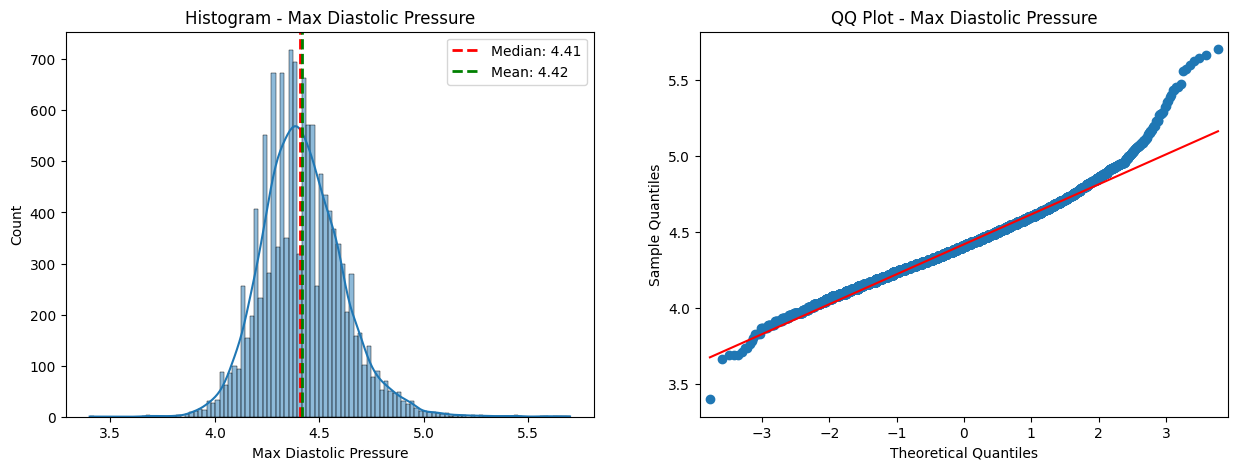 Histogram - Max Diastolic Pressure
Median: 4.41
Mean: 4.42
Count
700
600
500
400
300
200
100
0
3.5 4.0 4.5 5.0 5.5
Max Diastolic Pressure
QQ Plot - Max Diastolic Pressure
Sample Quantiles
5.5
5.0
4.5
4.0
3.5
−3 −2 −1 0 1 2 3
Theoretical Quantiles